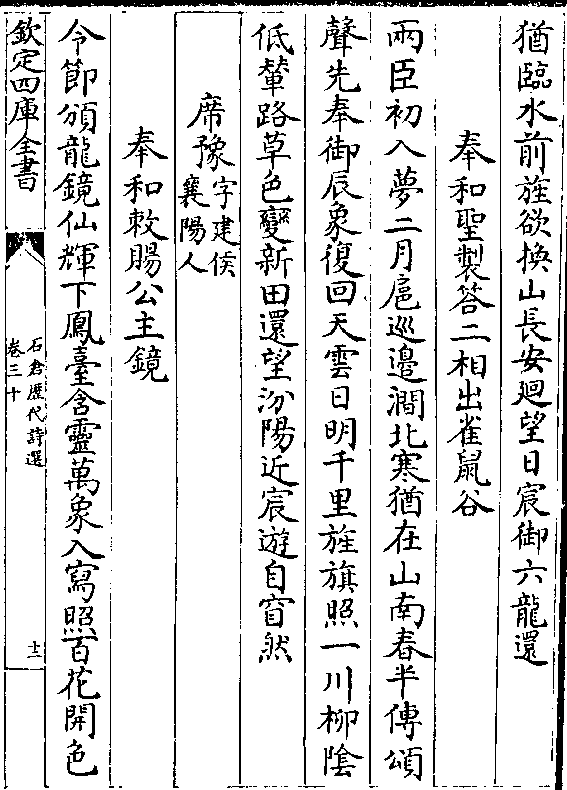 猶臨水前旌欲換山長安廻望日宸御六龍還
奉和聖製答二相出雀鼠谷
兩臣初入夢二月扈巡邊澗北寒猶在山南春半傳頌
聲先奉御辰象復回天雲日明千里旌旗照一川柳陰
低輦路草色變新田還望汾陽近宸遊自窅然
席豫字建侯
襄陽人
奉和敕賜公主鏡
令節頒龍鏡仙輝下鳳臺含靈萬象入寫照百花開色
欽定四庫全書
石倉歷代詩選
卷三十
十二